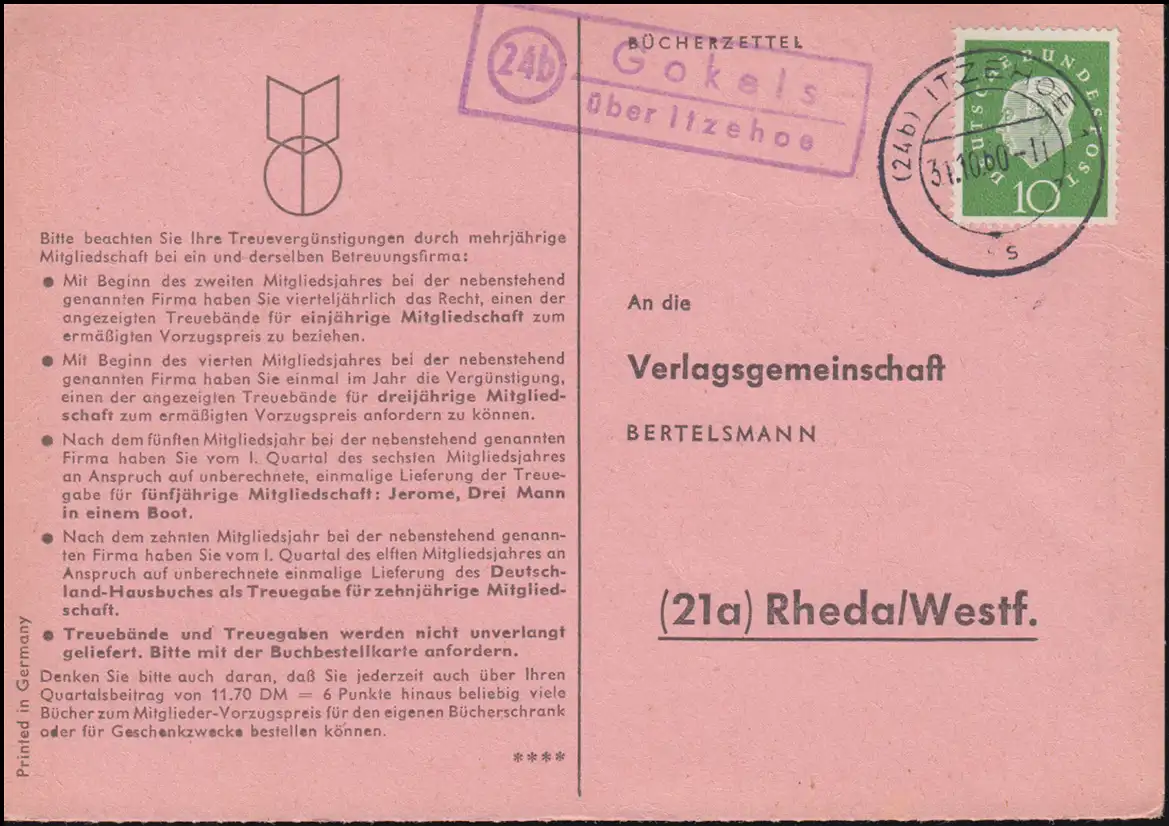 Bitte beachten Sie Ihre Treuevergünstigungen durch mehrjährige
Mitgliedschaft bei ein und derselben Betreuungsfirma:
● Mit Beginn des zweiten Mitgliedsjahres bei der nebenstehend
genannten Firma haben Sie vierteljährlich das Recht, einen der
angezeigten Treuebände für einjährige Mitgliedschaft zum
ermäßigten Vorzugspreis zu beziehen.
● Mit Beginn des vierten Mitgliedsjahres bei der nebenstehend
genannten Firma haben Sie einmal im Jahr die Vergünstigung,
einen der angezeigten Treuebände für dreijährige Mitglied-
schaft zum ermäßigten Vorzugspreis anfordern zu können.
● Nach dem fünften Mitgliedsjahr bei der nebenstehend genannten
Firma haben Sie vom I. Quartal des sechsten Mitgliedsjahres
an Anspruch auf unberechnete, einmalige Lieferung der Treue-
gabe für fünfjährige Mitgliedschaft: Jerome, Drei Mann
in einem Boot.
● Nach dem zehnten Mitgliedsjahr bei der nebenstehend genann-
ten Firma haben Sie vom I. Quartal des elften Mitgliedsjahres an
Anspruch auf unberechnete einmalige Lieferung des Deutsch-
land-Hausbuches als Treuegabe für zehnjährige Mitglied-
schaft.
● Treuebände und Treuegaben werden nicht unverlangt
geliefert. Bitte mit der Buchbestellkarte anfordern.
Denken Sie bitte auch daran, daß Sie jederzeit auch über Ihren
Quartalsbeitrag von 11.70 DM = 6 Punkte hinaus beliebig viele
Bücher zum Mitglieder-Vorzugspreis für den eigenen Bücherschrank
oder für Geschenkzwecke bestellen können.
****
Printed in Germany
BÜCHERZETTEL
24b
Gokels
über Itzehoe
(24b) ITZEHOE 1
31.10.60-11
s
DEUTSCHE BUNDESPOST
10
An die
Verlagsgemeinschaft
BERTELSMANN
(21a) Rheda/Westf.